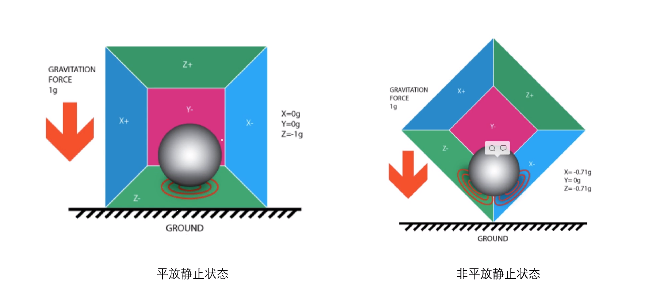 GRAVITATION
FORCE
1g
Z+
X+
Y-
X-
Z-
X=0g
Y=0g
Z=-1g
GROUND
平放静止状态
GRAVITATION
FORCE
1g
X+
Z+
Y-
Z-
X-
X= -0.71g
Y= 0g
Z= -0.71g
GROUND
非平放静止状态